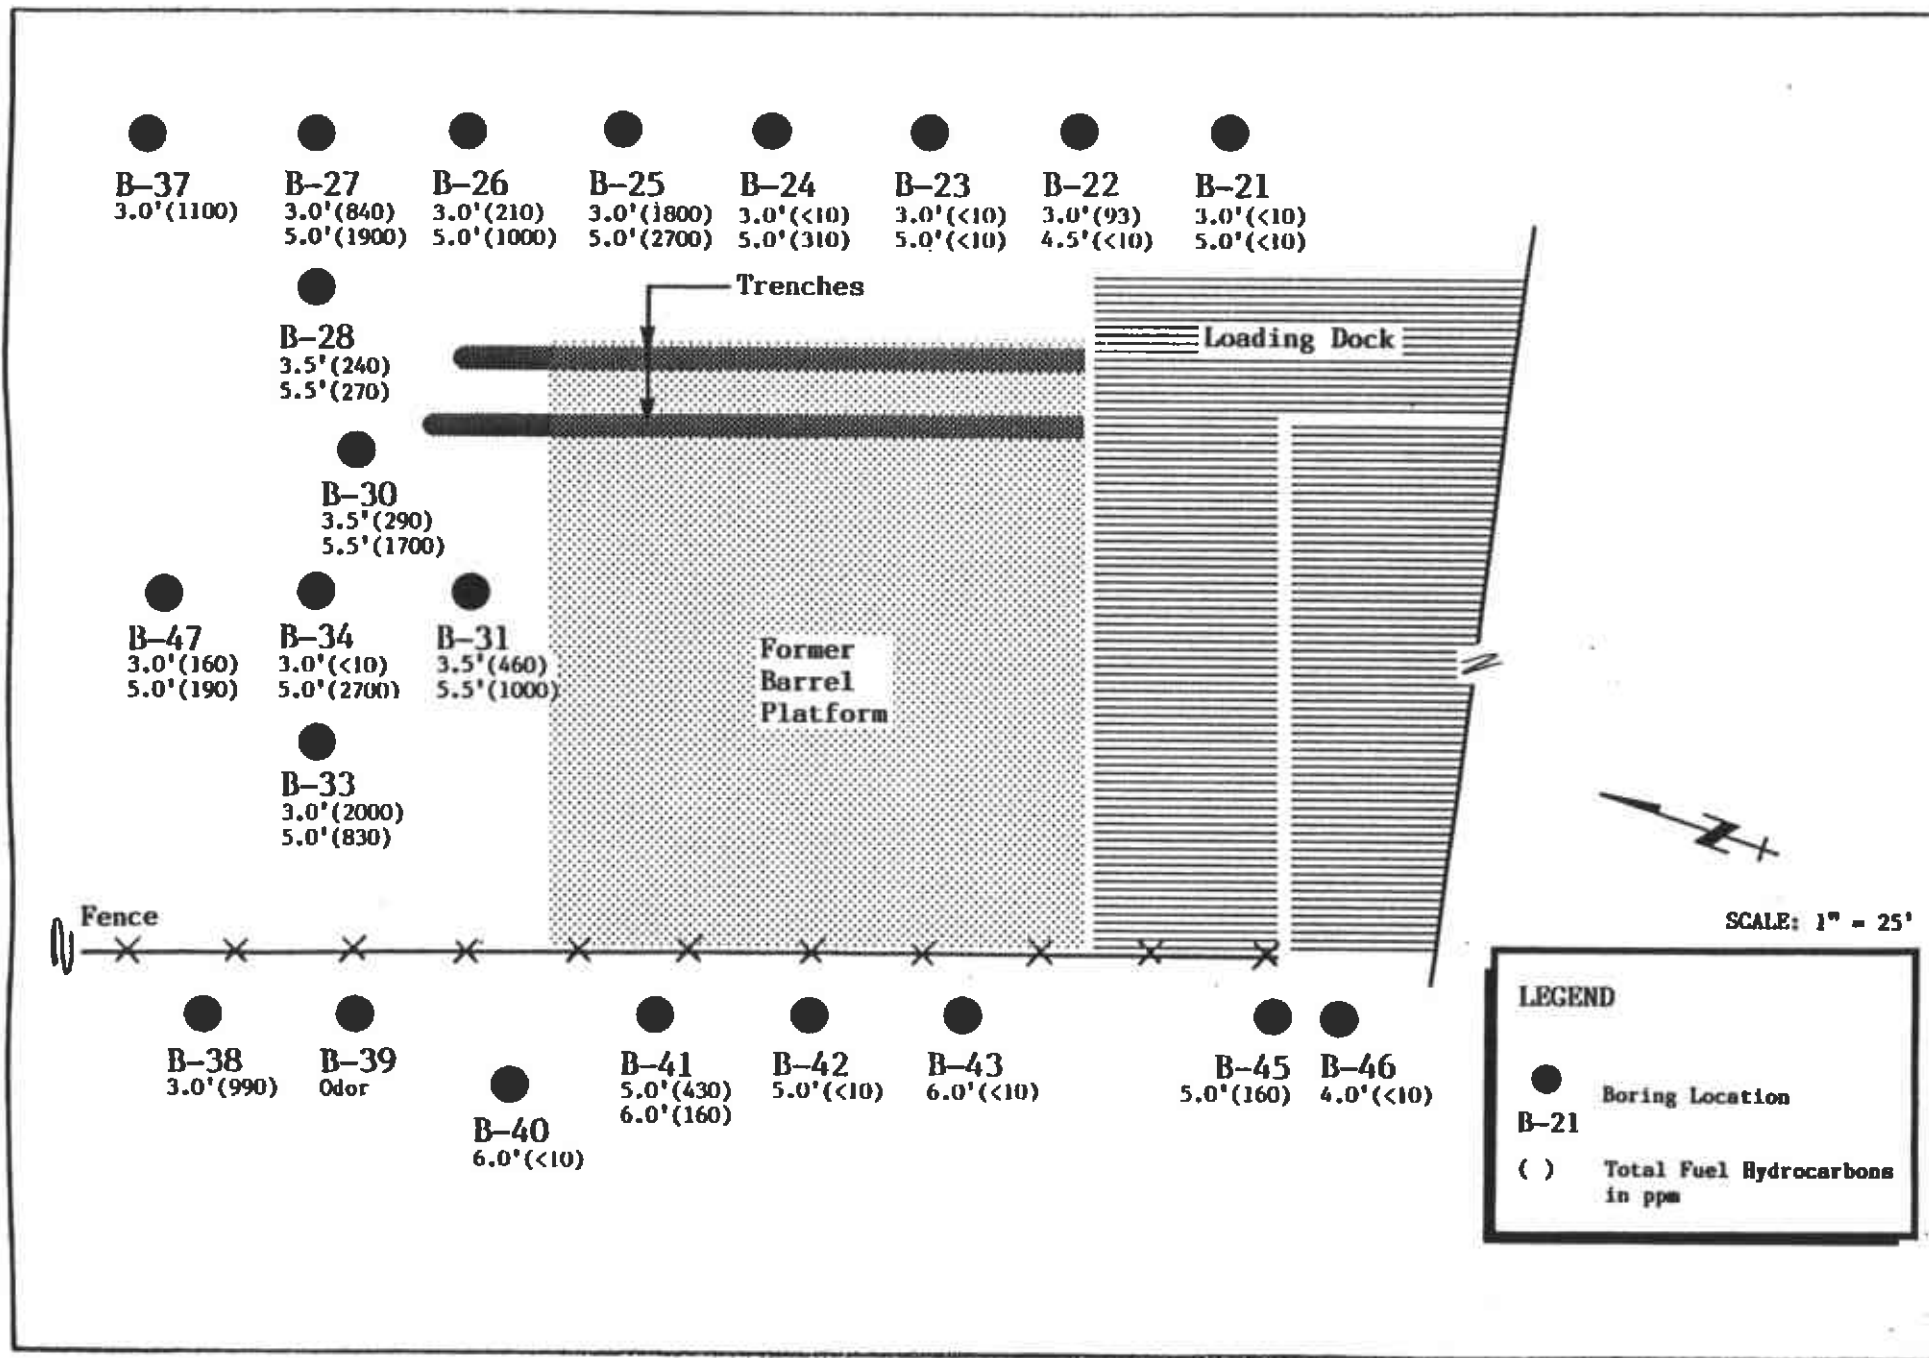 B-37
3.0'(1100)
B-27
3.0'(840)
5.0'(1900)
B-26
3.0'(210)
5.0'(1000)
B-25
3.0'(1800)
5.0'(2700)
B-24
3.0'(<10)
5.0'(310)
B-23
3.0'(<10)
5.0'(<10)
B-22
3.0'(93)
4.5'(<10)
B-21
3.0'(<10)
5.0'(<10)
Trenches
B-28
3.5'(240)
5.5'(270)
Loading Dock
B-30
3.5'(290)
5.5'(1700)
B-47
3.0'(160)
5.0'(190)
B-34
3.0'(<10)
5.0'(2700)
B-31
3.5'(460)
5.5'(1000)
Former
Barrel
Platform
B-33
3.0'(2000)
5.0'(830)
N
Fence
SCALE: 1" = 25'
B-38
3.0'(990)
B-39
Odor
B-40
6.0'(<10)
B-41
5.0'(430)
6.0'(160)
B-42
5.0'(<10)
B-43
6.0'(<10)
B-45
5.0'(160)
B-46
4.0'(<10)
LEGEND
B-21
Boring Location
( ) Total Fuel Hydrocarbons
in ppm